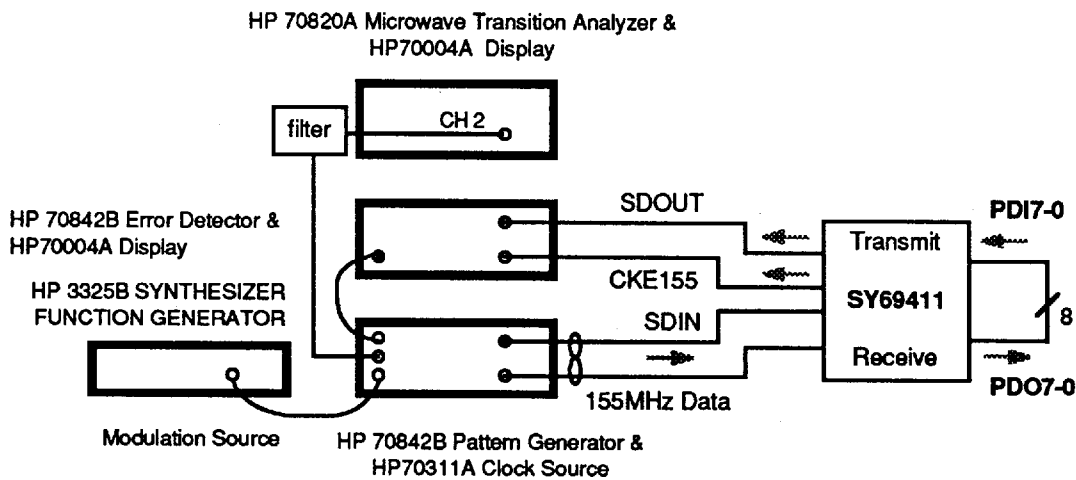 HP 70820A Microwave Transition Analyzer &
HP70004A Display
CH 2
filter
HP 70842B Error Detector &
HP70004A Display
SDOUT
PDI7-0
Transmit
CKE155
SY69411
HP 3325B SYNTHESIZER
FUNCTION GENERATOR
SDIN
8
Receive
PDO7-0
155MHz Data
Modulation Source
HP 70842B Pattern Generator &
HP70311A Clock Source